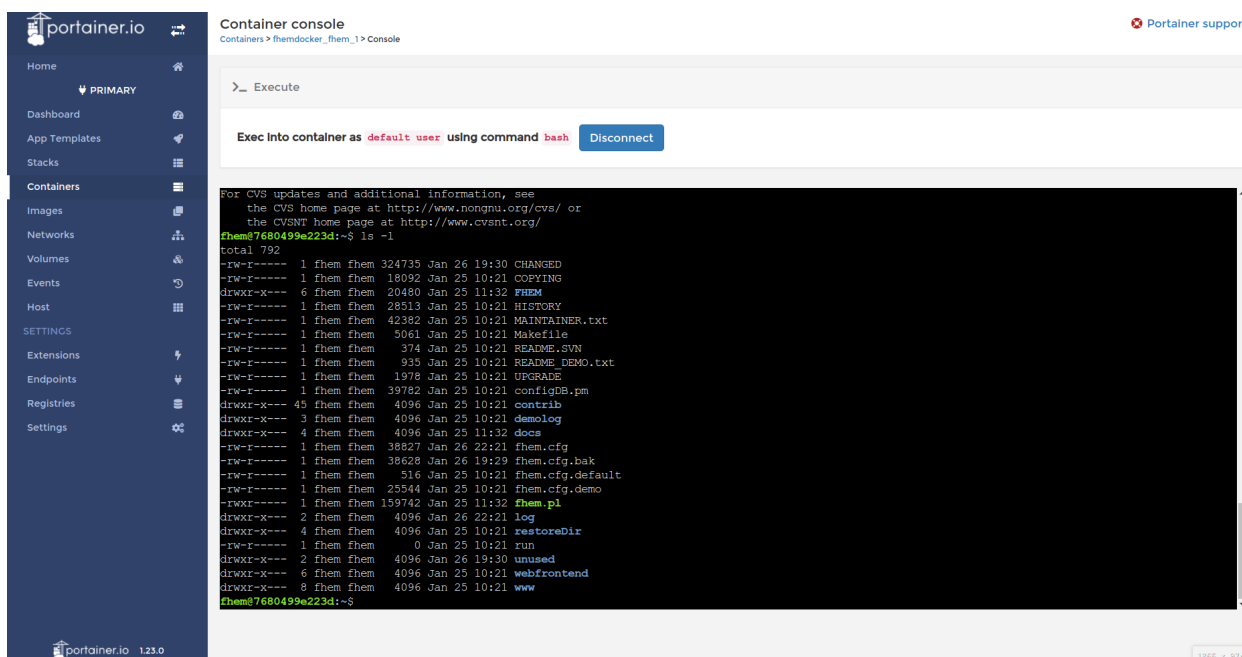 portainer.io
Home
PRIMARY
Dashboard
App Templates
Stacks
Containers
Images
Networks
Volumes
Events
Host
SETTINGS
Extensions
Endpoints
Registries
Settings
portainer.io 1.23.0
Container console
Containers > fhemdocker_fhem_1 > Console
Portainer suppor
>_ Execute
Exec into container as default user using command bash Disconnect
For CVS updates and additional information, see
the CVS home page at http://www.nongnu.org/cvs/ or
the CVSNT home page at http://www.cvsnt.org/
fhem@7680499e223d:~$ ls -l
total 792
-rw-r----- 1 fhem fhem 324735 Jan 26 19:30 CHANGED
-rw-r----- 1 fhem fhem 18092 Jan 25 10:21 COPYING
drwxr-x--- 6 fhem fhem 20480 Jan 25 11:32 FHEM
-rw-r----- 1 fhem fhem 28513 Jan 25 10:21 HISTORY
-rw-r----- 1 fhem fhem 42382 Jan 25 10:21 MAINTAINER.txt
-rw-r----- 1 fhem fhem 5061 Jan 25 10:21 Makefile
-rw-r----- 1 fhem fhem 374 Jan 25 10:21 README.SVN
-rw-r----- 1 fhem fhem 935 Jan 25 10:21 README_DEMO.txt
-rw-r----- 1 fhem fhem 1978 Jan 25 10:21 UPGRADE
-rw-r----- 1 fhem fhem 39782 Jan 25 10:21 configDB.pm
drwxr-x--- 45 fhem fhem 4096 Jan 25 10:21 contrib
drwxr-x--- 3 fhem fhem 4096 Jan 25 10:21 demolog
drwxr-x--- 4 fhem fhem 4096 Jan 25 11:32 docs
-rw-r----- 1 fhem fhem 38827 Jan 26 22:21 fhem.cfg
-rw-r----- 1 fhem fhem 38628 Jan 26 19:29 fhem.cfg.bak
-rw-r----- 1 fhem fhem 516 Jan 25 10:21 fhem.cfg.default
-rw-r----- 1 fhem fhem 25544 Jan 25 10:21 fhem.cfg.demo
-rwxr----- 1 fhem fhem 159742 Jan 25 11:32 fhem.pl
drwxr-x--- 2 fhem fhem 4096 Jan 26 22:21 log
drwxr-x--- 4 fhem fhem 4096 Jan 25 10:21 restoreDir
-rw-r----- 1 fhem fhem 0 Jan 25 10:21 run
drwxr-x--- 2 fhem fhem 4096 Jan 26 19:30 unused
drwxr-x--- 6 fhem fhem 4096 Jan 25 10:21 webfrontend
drwxr-x--- 8 fhem fhem 4096 Jan 25 10:21 www
fhem@7680499e223d:~$